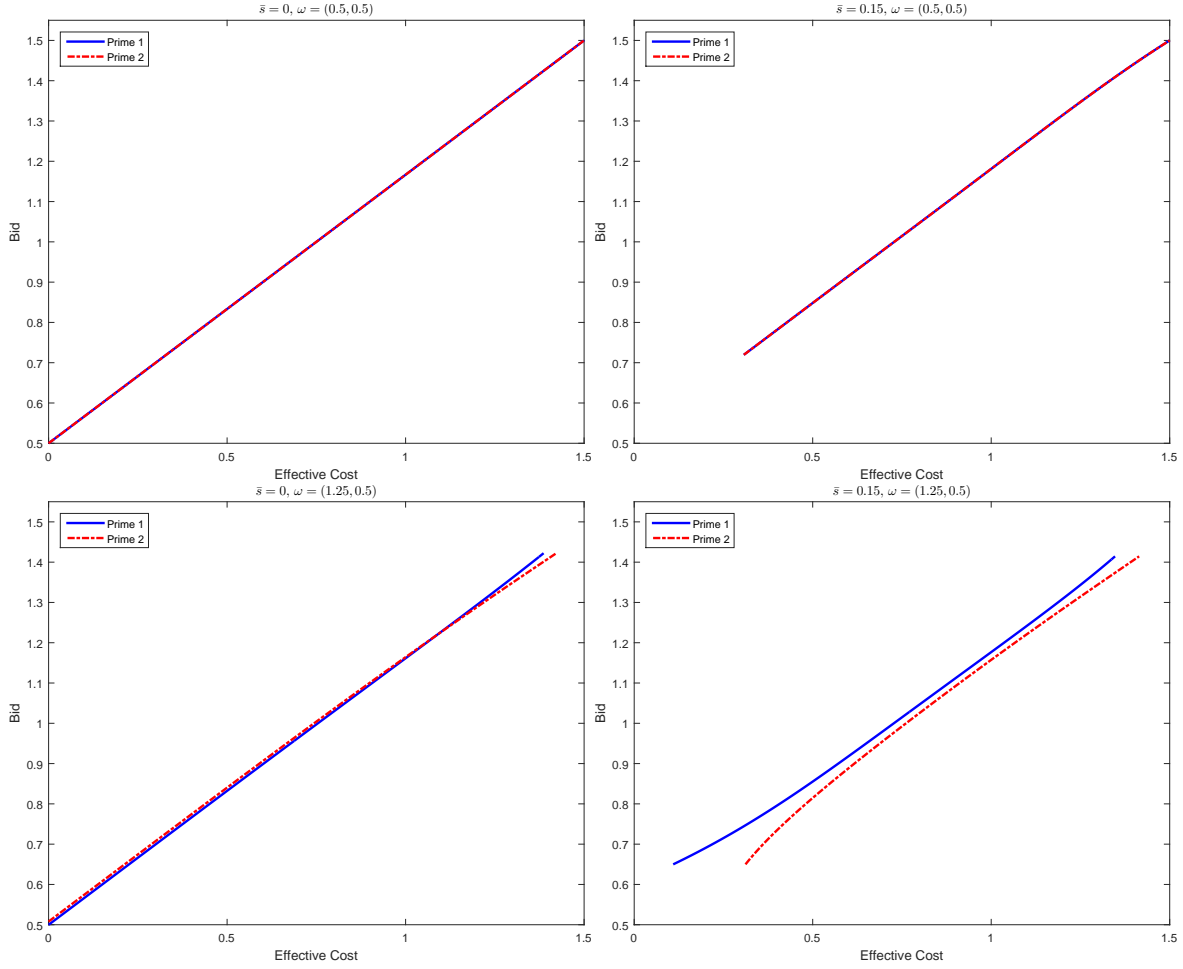 s̄ = 0, ω = (0.5, 0.5)
Prime 1
Prime 2
Bid
1.5
1.4
1.3
1.2
1.1
1
0.9
0.8
0.7
0.6
0.5
0 0.5 1 1.5
Effective Cost
s̄ = 0.15, ω = (0.5, 0.5)
Prime 1
Prime 2
Bid
1.5
1.4
1.3
1.2
1.1
1
0.9
0.8
0.7
0.6
0.5
0 0.5 1 1.5
Effective Cost
s̄ = 0, ω = (1.25, 0.5)
Prime 1
Prime 2
Bid
1.5
1.4
1.3
1.2
1.1
1
0.9
0.8
0.7
0.6
0.5
0 0.5 1 1.5
Effective Cost
s̄ = 0.15, ω = (1.25, 0.5)
Prime 1
Prime 2
Bid
1.5
1.4
1.3
1.2
1.1
1
0.9
0.8
0.7
0.6
0.5
0 0.5 1 1.5
Effective Cost